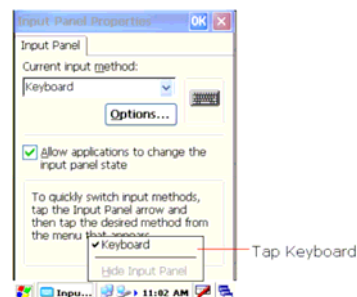 Input Panel Properties OK
Input Panel
Current input method:
Keyboard
Options...
Allow applications to change the
input panel state
To quickly switch input methods,
tap the Input Panel arrow and
then tap the desired method from
the menu that appears.
Keyboard
Tap Keyboard
Hide Input Panel
Inpu... 11:02 AM